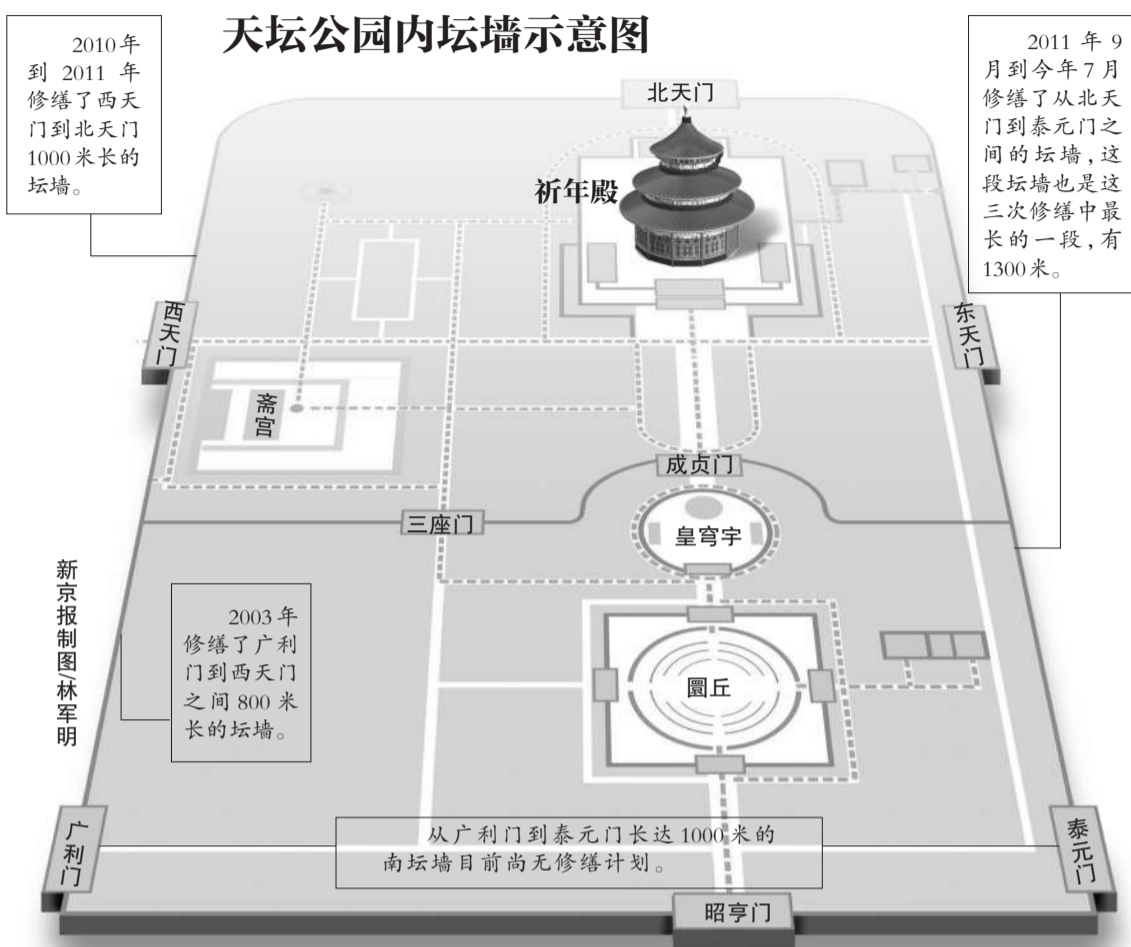 天坛公园内坛墙示意图
2010年
到2011年
修缮了西天
门到北天门
1000米长的
坛墙。
2011年9
月到今年7月
修缮了从北天
门到泰元门之
间的坛墙,这
段坛墙也是这
三次修缮中最
长的一段,有
1300米。
北天门
祈年殿
西天门
东天门
斋宫
成贞门
三座门
皇穹宇
新京报制图/林军明
2003年
修缮了广利
门到西天门
之间800米
长的坛墙。
圜丘
广利门
泰元门
从广利门到泰元门长达1000米的
南坛墙目前尚无修缮计划。
昭亨门